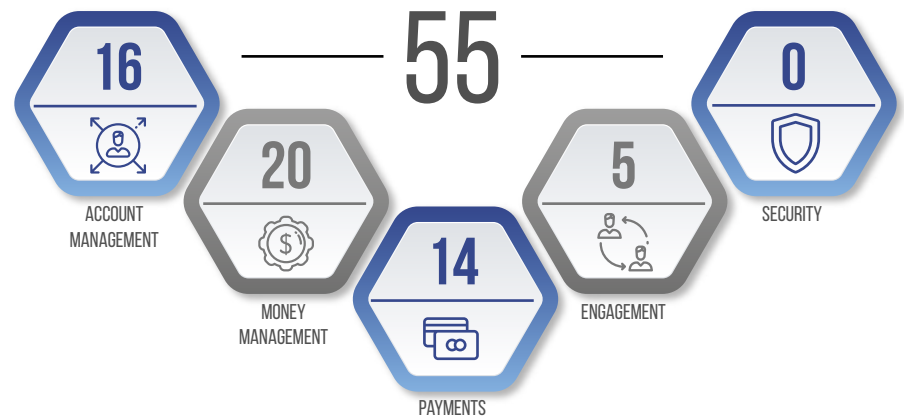 55
16
ACCOUNT
MANAGEMENT
20
$
MONEY
MANAGEMENT
14
PAYMENTS
5
ENGAGEMENT
0
SECURITY